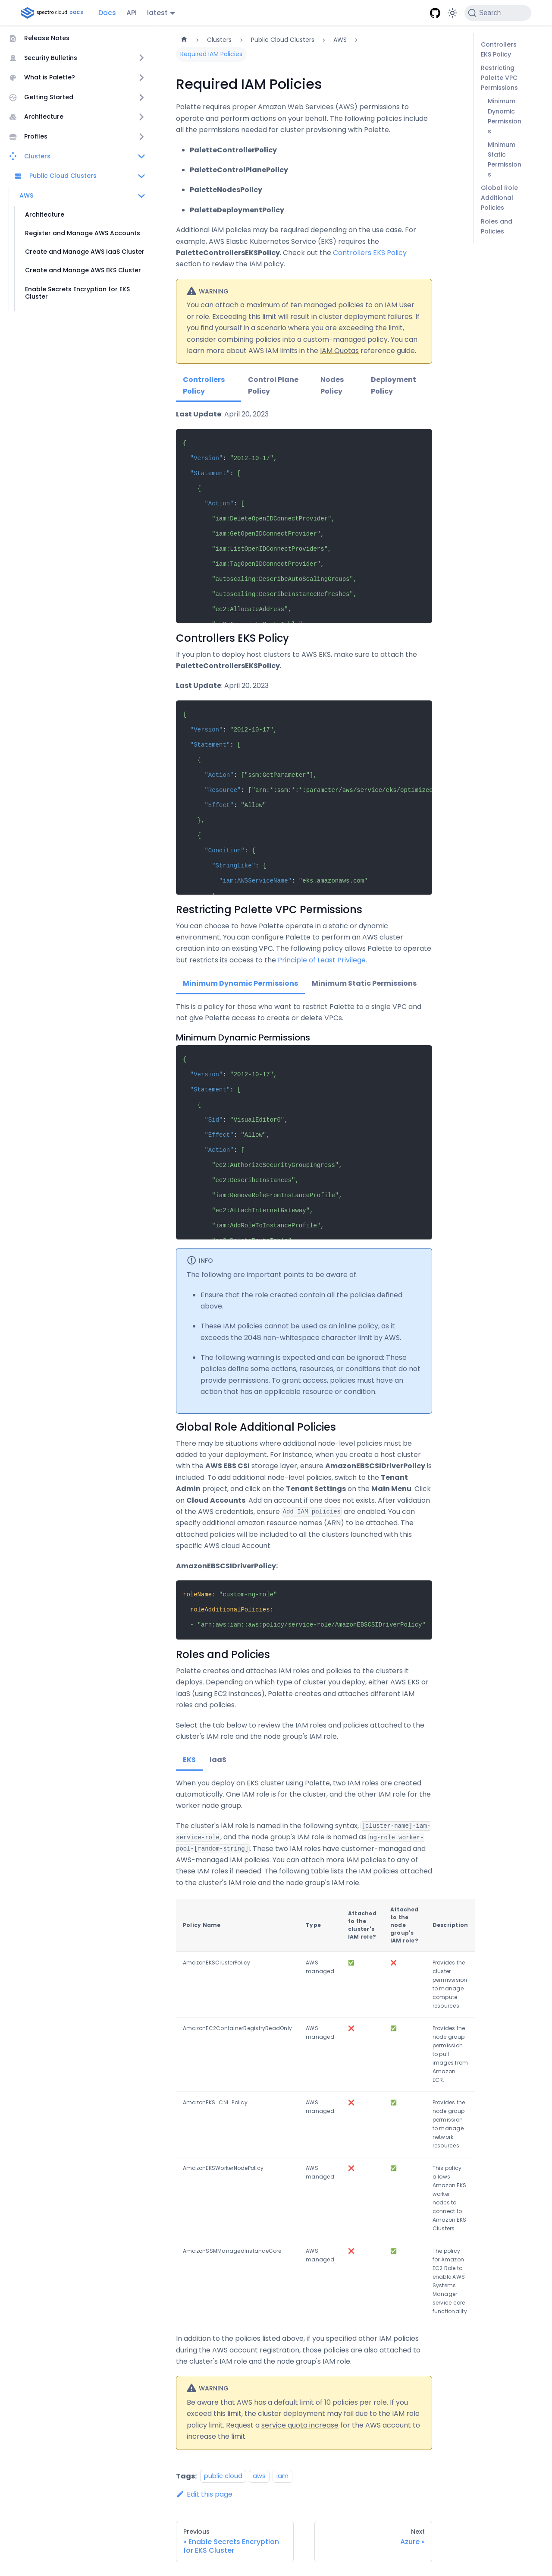 spectro cloud DOCS
Docs
API
latest
Search
Release Notes
Security Bulletins
What is Palette?
Getting Started
Architecture
Profiles
Clusters
Public Cloud Clusters
AWS
Architecture
Register and Manage AWS Accounts
Create and Manage AWS IaaS Cluster
Create and Manage AWS EKS Cluster
Enable Secrets Encryption for EKS
Cluster
Clusters
Public Cloud Clusters
AWS
Required IAM Policies
Required IAM Policies
Palette requires proper Amazon Web Services (AWS) permissions to
operate and perform actions on your behalf. The following policies include
all the permissions needed for cluster provisioning with Palette.
PaletteControllerPolicy
PaletteControlPlanePolicy
PaletteNodesPolicy
PaletteDeploymentPolicy
Additional IAM policies may be required depending on the use case. For
example, AWS Elastic Kubernetes Service (EKS) requires the
PaletteControllersEKSPolicy. Check out the Controllers EKS Policy
section to review the IAM policy.
WARNING
You can attach a maximum of ten managed policies to an IAM User
or role. Exceeding this limit will result in cluster deployment failures. If
you find yourself in a scenario where you are exceeding the limit,
consider combining policies into a custom-managed policy. You can
learn more about AWS IAM limits in the IAM Quotas reference guide.
Controllers
Policy
Control Plane
Policy
Nodes
Policy
Deployment
Policy
Last Update: April 20, 2023
{
"Version": "2012-10-17",
"Statement": [
{
"Action": [
"iam:DeleteOpenIDConnectProvider",
"iam:GetOpenIDConnectProvider",
"iam:ListOpenIDConnectProviders",
"iam:TagOpenIDConnectProvider",
"autoscaling:DescribeAutoScalingGroups",
"autoscaling:DescribeInstanceRefreshes",
"ec2:AllocateAddress",
Controllers EKS Policy
If you plan to deploy host clusters to AWS EKS, make sure to attach the
PaletteControllersEKSPolicy.
Last Update: April 20, 2023
{
"Version": "2012-10-17",
"Statement": [
{
"Action": ["ssm:GetParameter"],
"Resource": ["arn:*:ssm:*:*:parameter/aws/service/eks/optimized
"Effect": "Allow"
},
{
"Condition": {
"StringLike": {
"iam:AWSServiceName": "eks.amazonaws.com"
Restricting Palette VPC Permissions
You can choose to have Palette operate in a static or dynamic
environment. You can configure Palette to perform an AWS cluster
creation into an existing VPC. The following policy allows Palette to operate
but restricts its access to the Principle of Least Privilege.
Minimum Dynamic Permissions
Minimum Static Permissions
This is a policy for those who want to restrict Palette to a single VPC and
not give Palette access to create or delete VPCs.
Minimum Dynamic Permissions
{
"Version": "2012-10-17",
"Statement": [
{
"Sid": "VisualEditor0",
"Effect": "Allow",
"Action": [
"ec2:AuthorizeSecurityGroupIngress",
"ec2:DescribeInstances",
"iam:RemoveRoleFromInstanceProfile",
"ec2:AttachInternetGateway",
"iam:AddRoleToInstanceProfile",
INFO
The following are important points to be aware of.
Ensure that the role created contain all the policies defined
above.
These IAM policies cannot be used as an inline policy, as it
exceeds the 2048 non-whitespace character limit by AWS.
The following warning is expected and can be ignored: These
policies define some actions, resources, or conditions that do not
provide permissions. To grant access, policies must have an
action that has an applicable resource or condition.
Global Role Additional Policies
There may be situations where additional node-level policies must be
added to your deployment. For instance, when you create a host cluster
with the AWS EBS CSI storage layer, ensure AmazonEBSCSIDriverPolicy is
included. To add additional node-level policies, switch to the Tenant
Admin project, and click on the Tenant Settings on the Main Menu. Click
on Cloud Accounts. Add an account if one does not exists. After validation
of the AWS credentials, ensure Add IAM policies are enabled. You can
specify additional amazon resource names (ARN) to be attached. The
attached policies will be included to all the clusters launched with this
specific AWS cloud Account.
AmazonEBSCSIDriverPolicy:
roleName: "custom-ng-role"
roleAdditionalPolicies:
- "arn:aws:iam::aws:policy/service-role/AmazonEBSCSIDriverPolicy"
Roles and Policies
Palette creates and attaches IAM roles and policies to the clusters it
deploys. Depending on which type of cluster you deploy, either AWS EKS or
IaaS (using EC2 instances), Palette creates and attaches different IAM
roles and policies.
Select the tab below to review the IAM roles and policies attached to the
cluster's IAM role and the node group's IAM role.
EKS
IaaS
When you deploy an EKS cluster using Palette, two IAM roles are created
automatically. One IAM role is for the cluster, and the other IAM role for the
worker node group.
The cluster's IAM role is named in the following syntax, [cluster-name]-iam-
service-role, and the node group's IAM role is named as ng-role_worker-
pool-[random-string]. These two IAM roles have customer-managed and
AWS-managed IAM policies. You can attach more IAM policies to any of
these IAM roles if needed. The following table lists the IAM policies attached
to the cluster's IAM role and the node group's IAM role.
Policy Name
Type
Attached
to the
cluster's
IAM role?
Attached
to the
node
group's
IAM role?
Description
AmazonEKSClusterPolicy
AWS
managed
✅
❌
Provides the
cluster
permissision
to manage
compute
resources.
AmazonEC2ContainerRegistryReadOnly
AWS
managed
❌
✅
Provides the
node group
permission
to pull
images from
Amazon
ECR.
AmazonEKS_CNI_Policy
AWS
managed
❌
✅
Provides the
node group
permission
to manage
network
resources.
AmazonEKSWorkerNodePolicy
AWS
managed
❌
✅
This policy
allows
Amazon EKS
worker
nodes to
connect to
Amazon EKS
Clusters.
AmazonSSMManagedInstanceCore
AWS
managed
❌
✅
The policy
for Amazon
EC2 Role to
enable AWS
Systems
Manager
service core
functionality.
In addition to the policies listed above, if you specified other IAM policies
during the AWS account registration, those policies are also attached to
the cluster's IAM role and the node group's IAM role.
WARNING
Be aware that AWS has a default limit of 10 policies per role. If you
exceed this limit, the cluster deployment may fail due to the IAM role
policy limit. Request a service quota increase for the AWS account to
increase the limit.
Tags:
public cloud
aws
iam
Edit this page
Previous
« Enable Secrets Encryption
for EKS Cluster
Next
Azure »
Controllers
EKS Policy
Restricting
Palette VPC
Permissions
Minimum
Dynamic
Permission
s
Minimum
Static
Permission
s
Global Role
Additional
Policies
Roles and
Policies